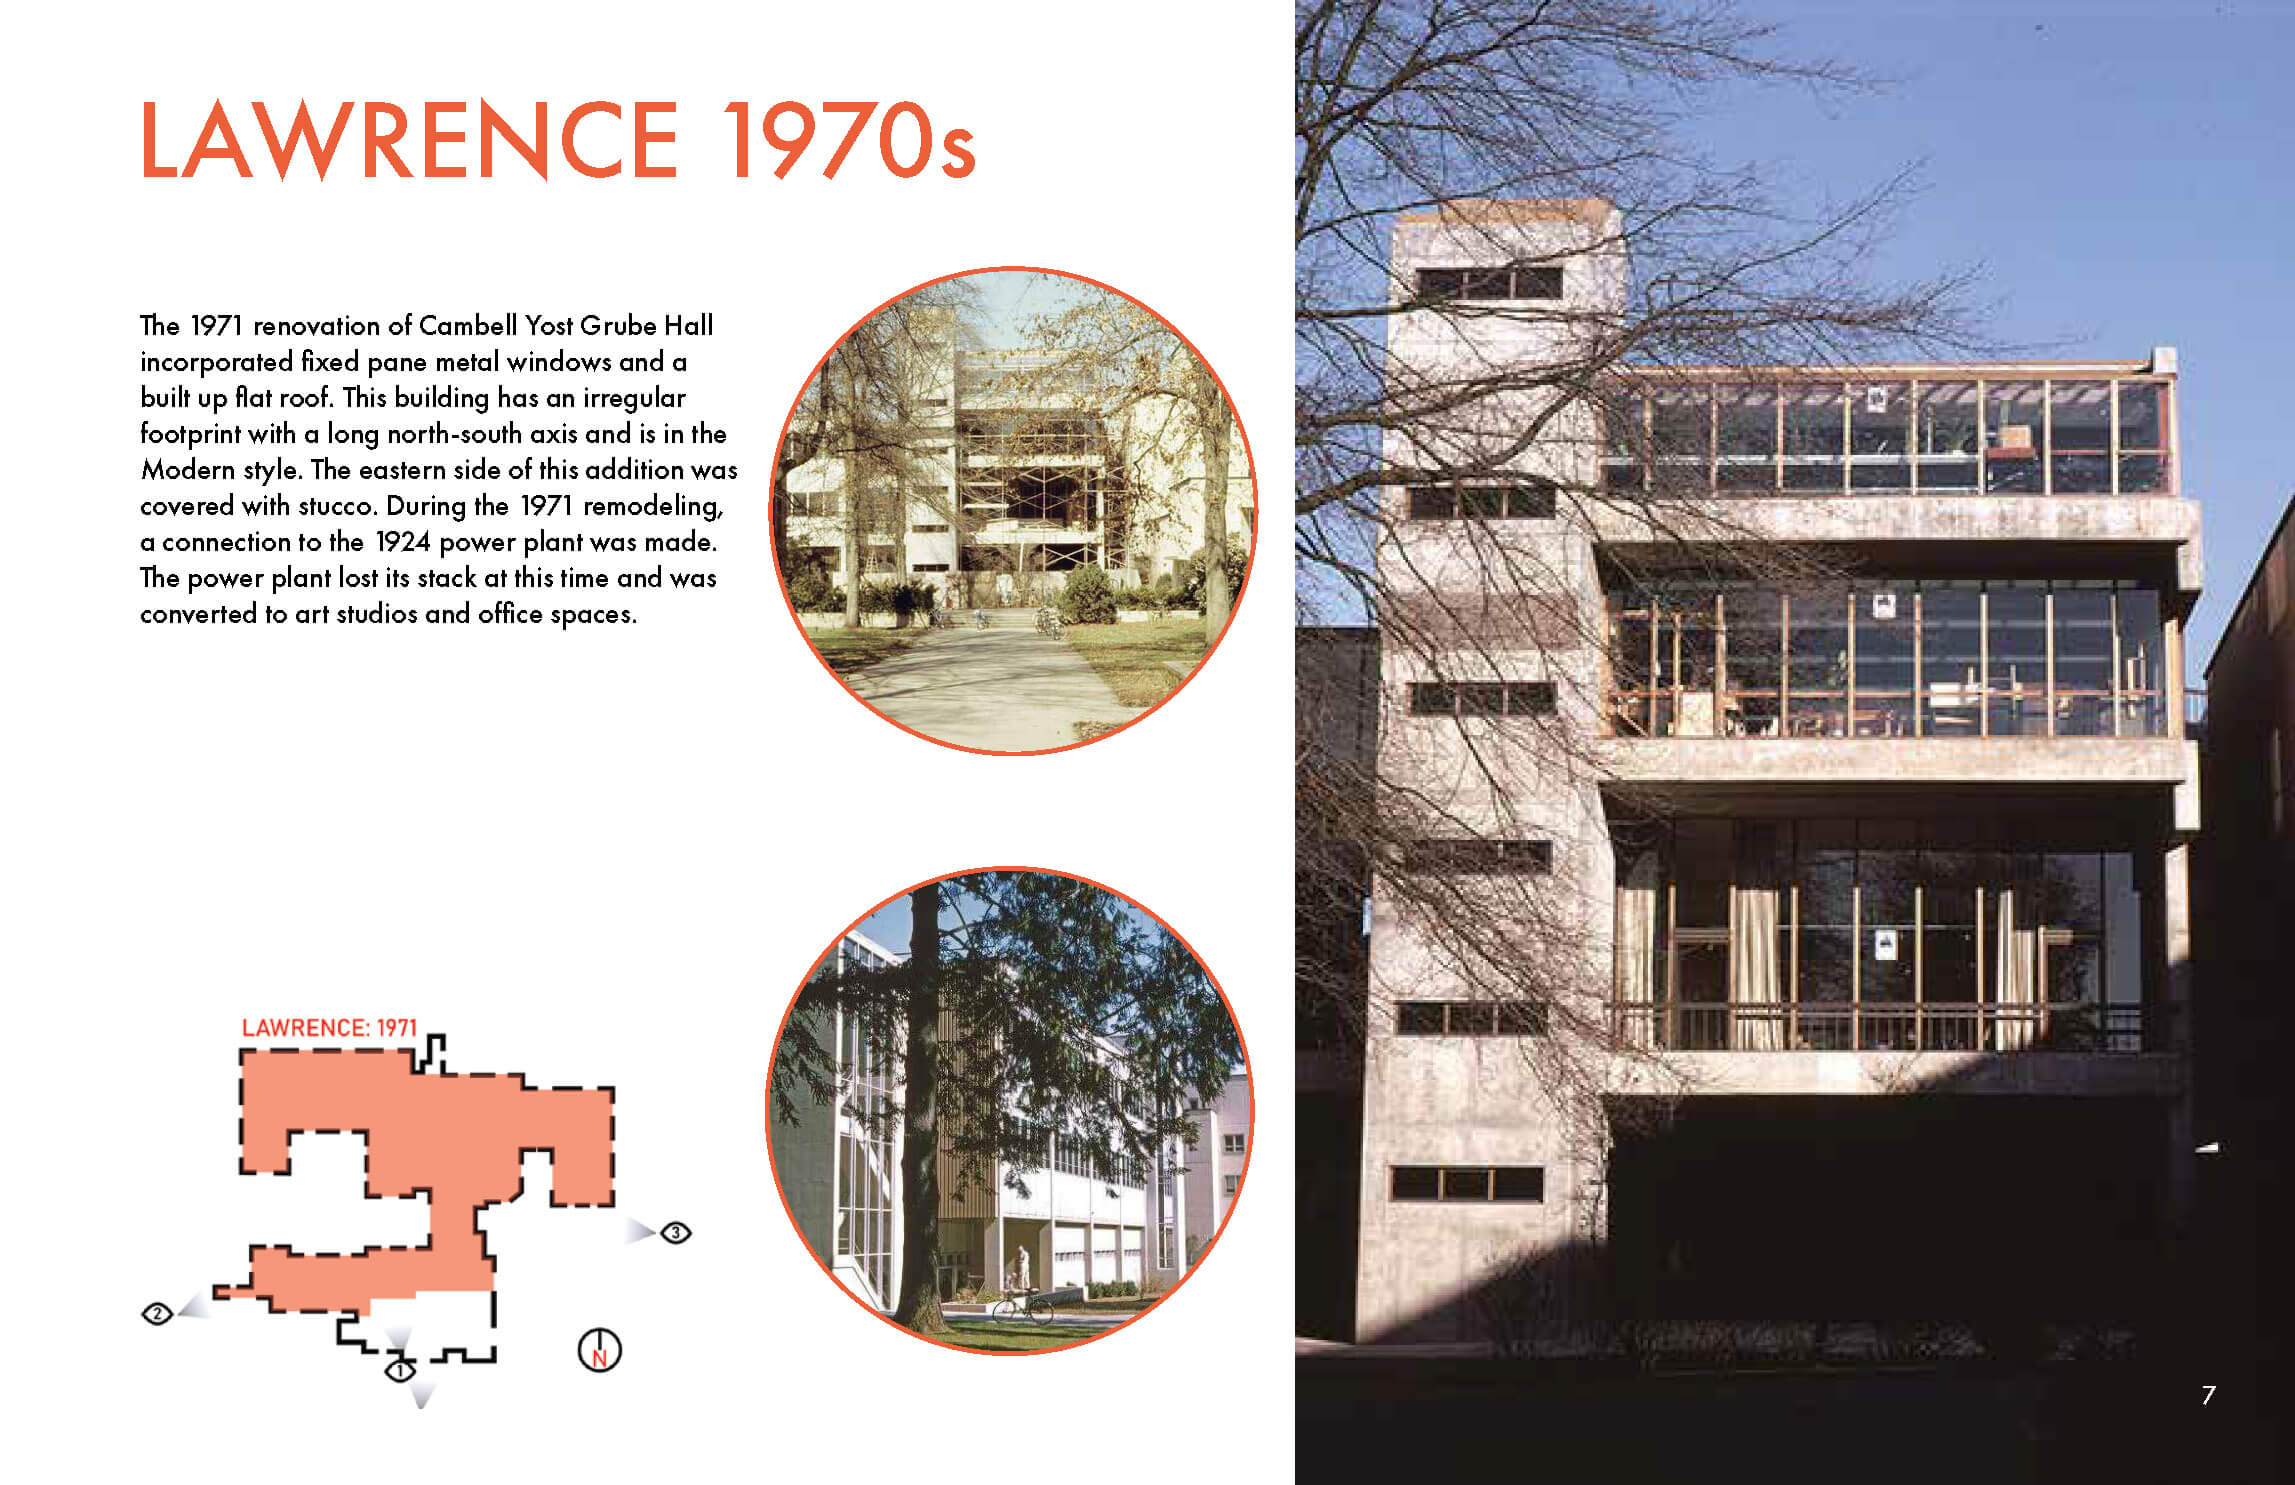 LAWRENCE 1970s
The 1971 renovation of Cambell Yost Grube Hall
incorporated fixed pane metal windows and a
built up flat roof. This building has an irregular
footprint with a long north-south axis and is in the
Modern style. The eastern side of this addition was
covered with stucco. During the 1971 remodeling,
a connection to the 1924 power plant was made.
The power plant lost its stack at this time and was
converted to art studios and office spaces.
LAWRENCE: 1971
3
2
1
N
7